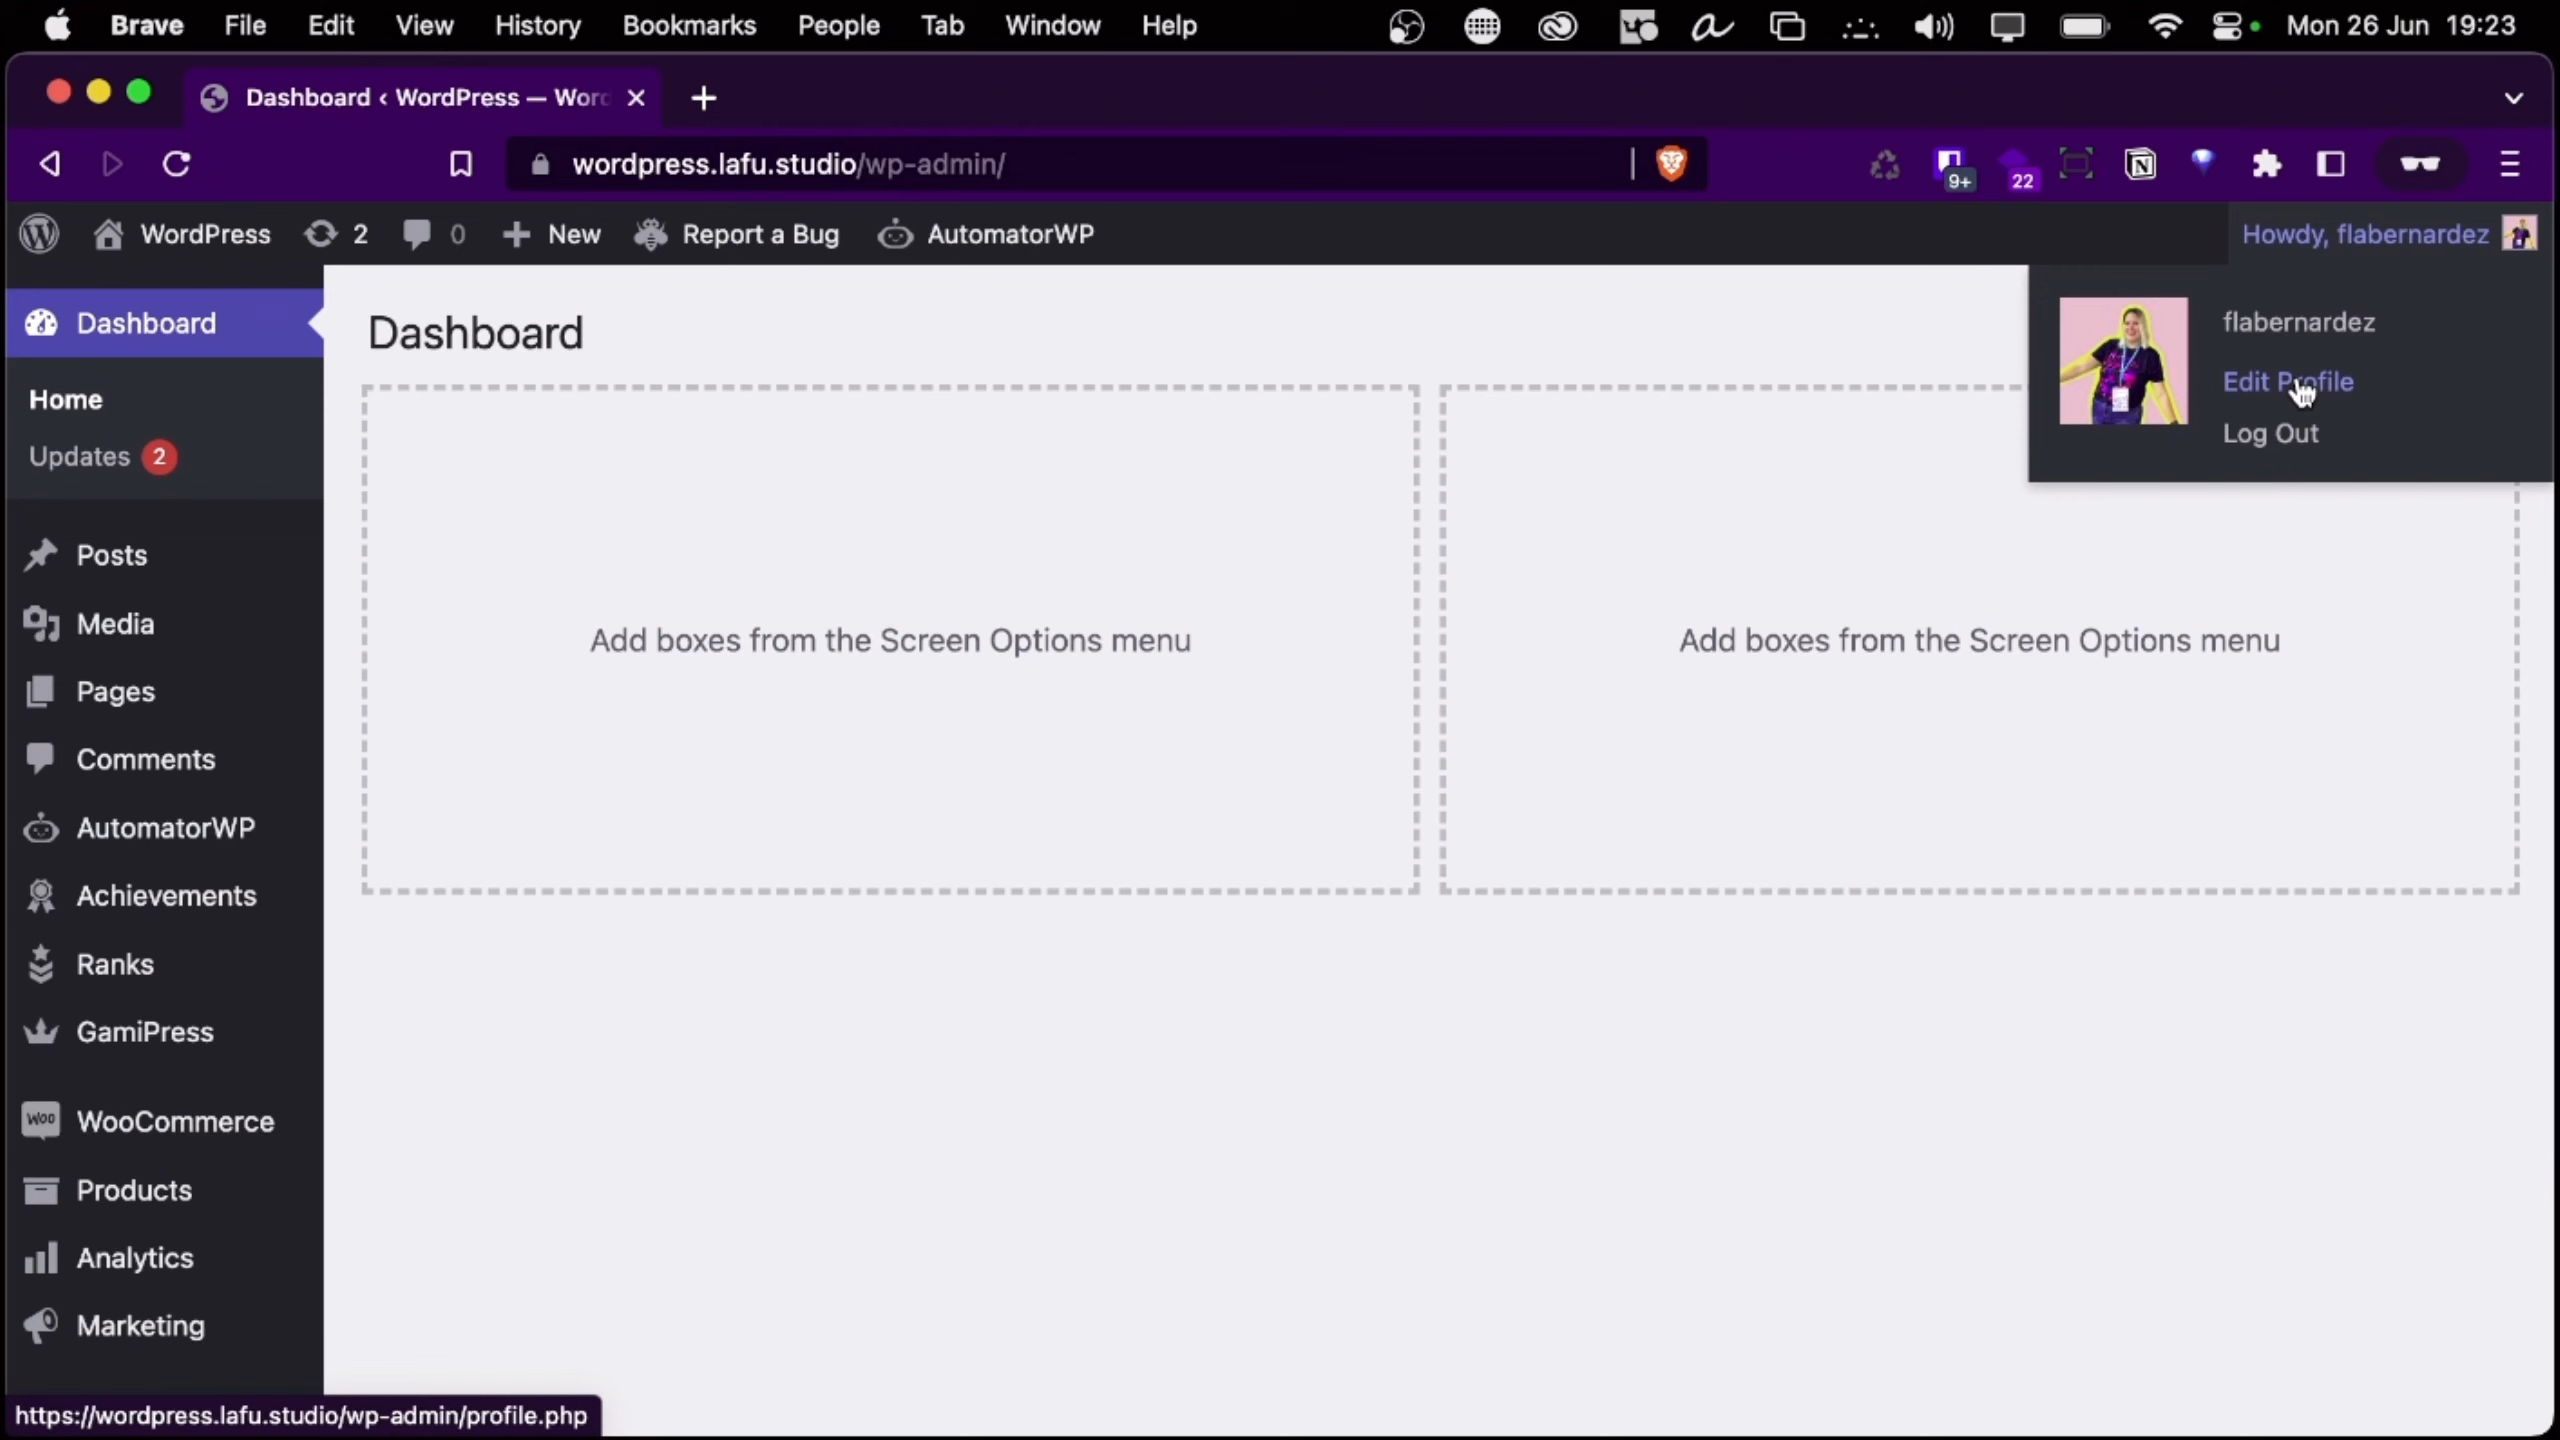 Brave File Edit View History Bookmarks People Tab Window Help Mon 26 Jun 19:23
Dashboard ‹ WordPress — Word
wordpress.lafu.studio/wp-admin/ 9+ 22
WordPress 2 0 New Report a Bug AutomatorWP Howdy, flabernardez
Dashboard
Home
Updates 2
Posts
Media
Pages
Comments
AutomatorWP
Achievements
Ranks
GamiPress
Woo WooCommerce
Products
Analytics
Marketing
Dashboard
Add boxes from the Screen Options menu
Add boxes from the Screen Options menu
flabernardez
Edit Profile
Log Out
https://wordpress.lafu.studio/wp-admin/profile.php